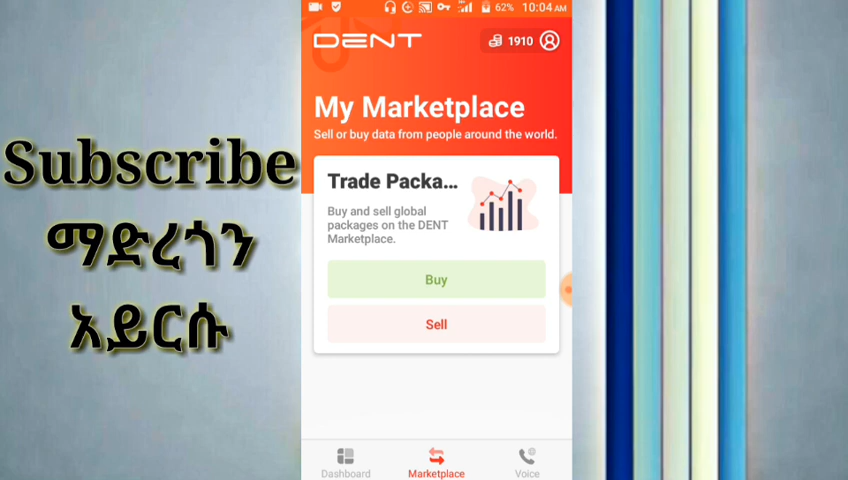 62% 10:04 AM
DENT
1910
My Marketplace
Sell or buy data from people around the world.
Trade Packa...
Buy and sell global
packages on the DENT
Marketplace.
Buy
Sell
Dashboard
Marketplace
Voice
Subscribe
ማድረጎን
አይርሱ